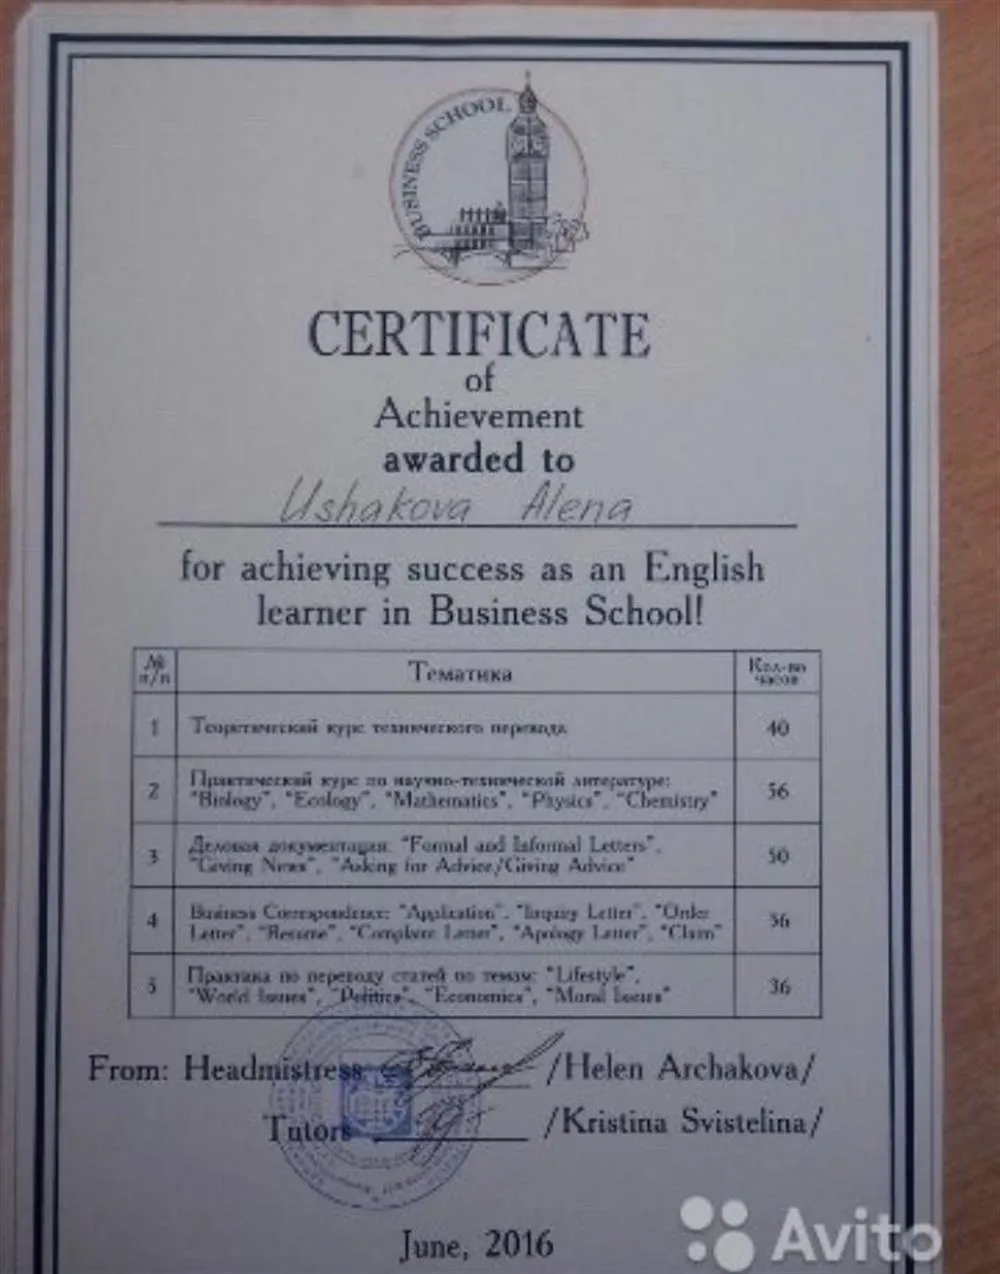 BUSINESS SCHOOL
CERTIFICATE
of
Achievement
awarded to
Ushakova Alena
for achieving success as an English
learner in Business School!
№ п/п
Тематика
Кол-во часов
1 Теоретический курс технического перевода 40
2 Практический курс по научно-технической литературе:
"Biology", "Ecology", "Mathematics", "Physics", "Chemistry" 56
3 Деловая документация: "Formal and Informal Letters",
"Giving News", "Asking for Advice/Giving Advice" 50
4 Business Correspondence: "Application", "Inquiry Letter", "Order
Letter", "Resume", "Complaint Letter", "Apology Letter", "Claim" 36
5 Практика по переводу статей по темам: "Lifestyle",
"World Issues", "Politics", "Economics", "Moral Issues" 36
From: Headmistress /Helen Archakova/
Tutors /Kristina Svistelina/
June, 2016
Avito